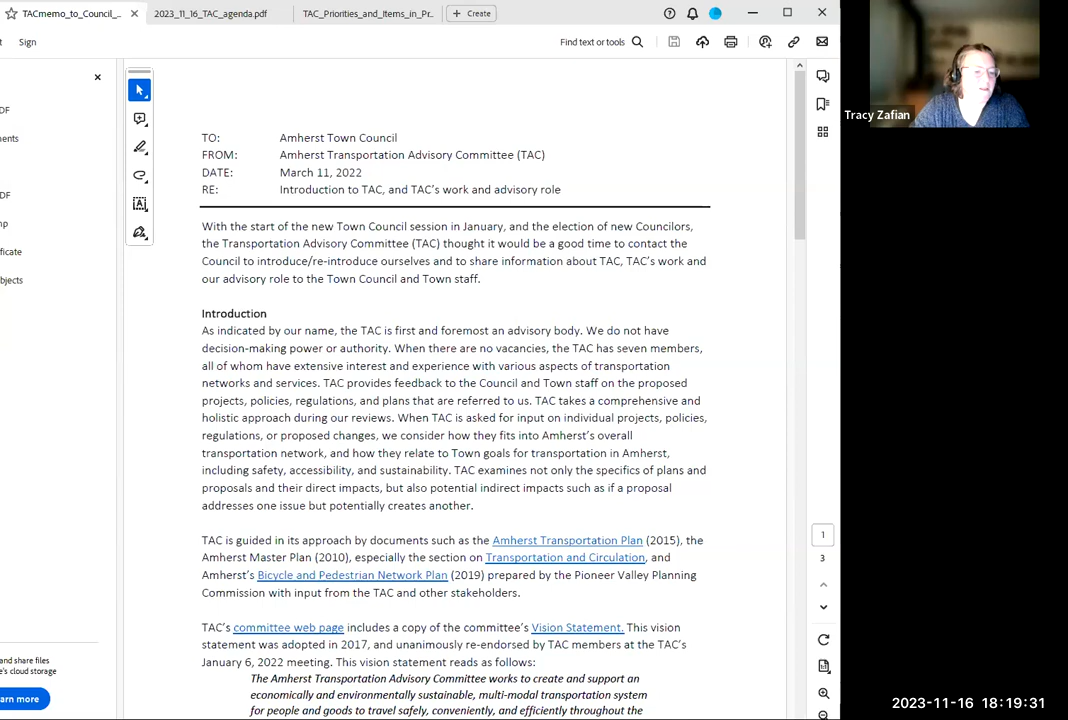 TACmemo_to_Council_...
2023_11_16_TAC_agenda.pdf
TAC_Priorities_and_Items_in_Pr...
+ Create
Sign
Find text or tools
DF
ments
DF
ficate
bjects
and share files
e's cloud storage
arn more
TO: Amherst Town Council
FROM: Amherst Transportation Advisory Committee (TAC)
DATE: March 11, 2022
RE: Introduction to TAC, and TAC's work and advisory role
With the start of the new Town Council session in January, and the election of new Councilors,
the Transportation Advisory Committee (TAC) thought it would be a good time to contact the
Council to introduce/re-introduce ourselves and to share information about TAC, TAC's work and
our advisory role to the Town Council and Town staff.
Introduction
As indicated by our name, the TAC is first and foremost an advisory body. We do not have
decision-making power or authority. When there are no vacancies, the TAC has seven members,
all of whom have extensive interest and experience with various aspects of transportation
networks and services. TAC provides feedback to the Council and Town staff on the proposed
projects, policies, regulations, and plans that are referred to us. TAC takes a comprehensive and
holistic approach during our reviews. When TAC is asked for input on individual projects, policies,
regulations, or proposed changes, we consider how they fits into Amherst's overall
transportation network, and how they relate to Town goals for transportation in Amherst,
including safety, accessibility, and sustainability. TAC examines not only the specifics of plans and
proposals and their direct impacts, but also potential indirect impacts such as if a proposal
addresses one issue but potentially creates another.
TAC is guided in its approach by documents such as the Amherst Transportation Plan (2015), the
Amherst Master Plan (2010), especially the section on Transportation and Circulation, and
Amherst's Bicycle and Pedestrian Network Plan (2019) prepared by the Pioneer Valley Planning
Commission with input from the TAC and other stakeholders.
TAC's committee web page includes a copy of the committee's Vision Statement. This vision
statement was adopted in 2017, and unanimously re-endorsed by TAC members at the TAC's
January 6, 2022 meeting. This vision statement reads as follows:
The Amherst Transportation Advisory Committee works to create and support an
economically and environmentally sustainable, multi-modal transportation system
for people and goods to travel safely, conveniently, and efficiently throughout the
1
3
Tracy Zafian
2023-11-16 18:19:31